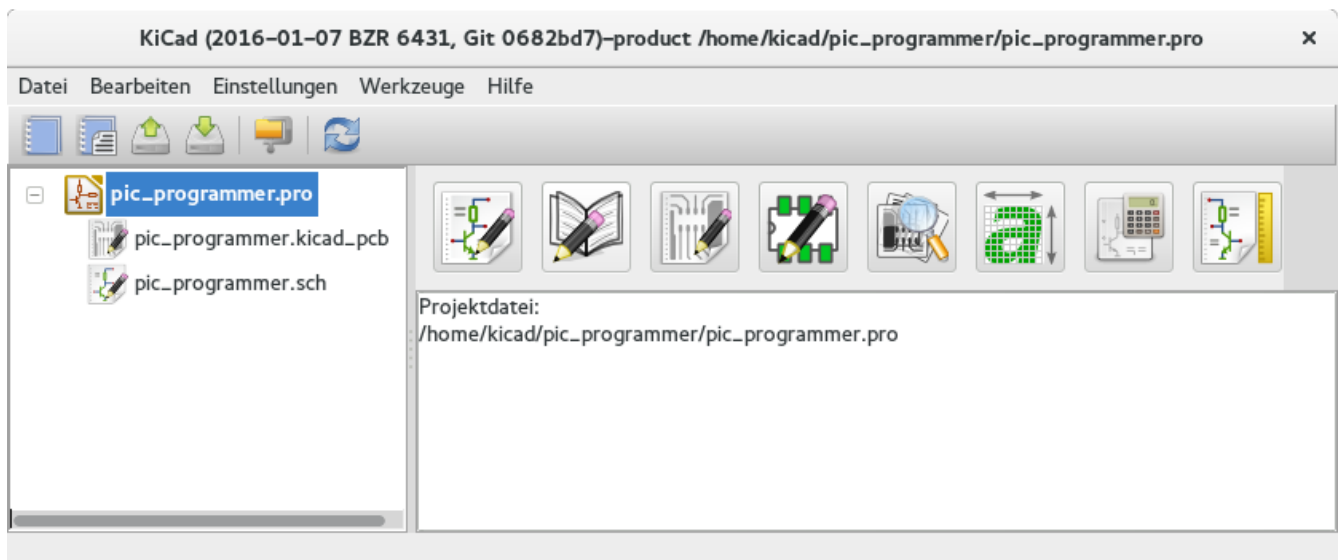 KiCad (2016–01–07 BZR 6431, Git 0682bd7)–product /home/kicad/pic_programmer/pic_programmer.pro ×
Datei Bearbeiten Einstellungen Werkzeuge Hilfe
pic_programmer.pro
pic_programmer.kicad_pcb
pic_programmer.sch
Projektdatei:
/home/kicad/pic_programmer/pic_programmer.pro